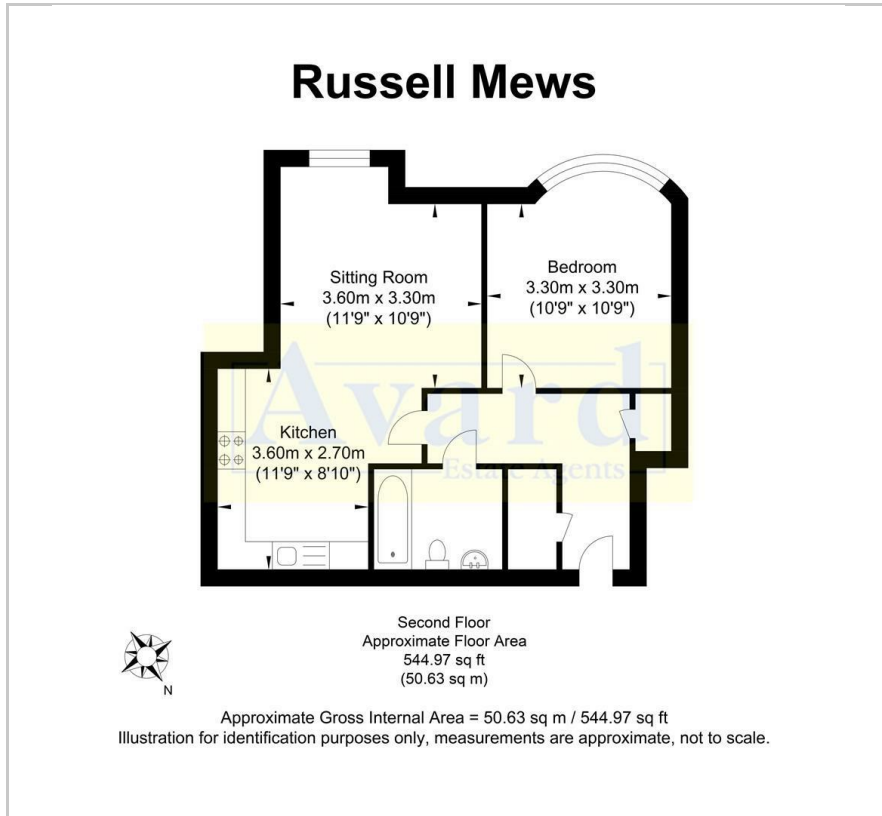 Russell Mews
Sitting Room
3.60m x 3.30m
(11'9" x 10'9")
Bedroom
3.30m x 3.30m
(10'9" x 10'9")
Avard
Estate Agents
Kitchen
3.60m x 2.70m
(11'9" x 8'10")
Second Floor
Approximate Floor Area
544.97 sq ft
(50.63 sq m)
N
Approximate Gross Internal Area = 50.63 sq m / 544.97 sq ft
Illustration for identification purposes only, measurements are approximate, not to scale.